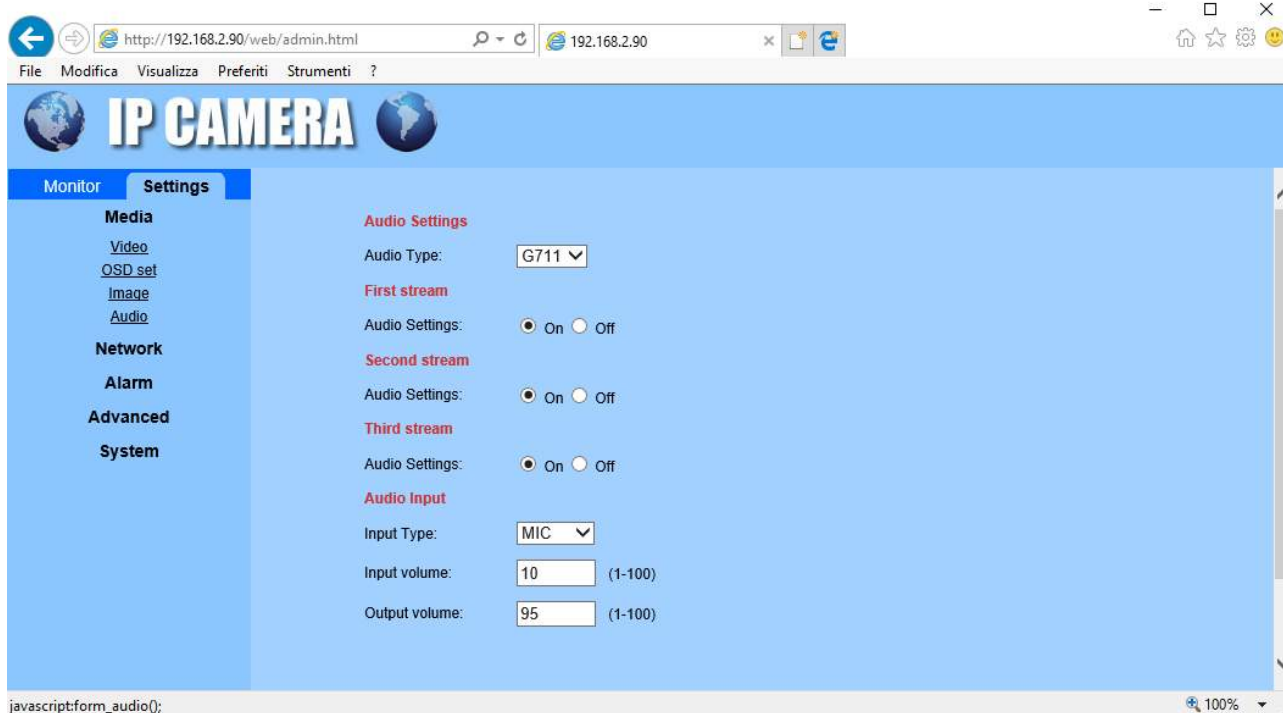 http://192.168.2.90/web/admin.html
192.168.2.90
File Modifica Visualizza Preferiti Strumenti ?
IP CAMERA
Monitor Settings
Media
Video
OSD set
Image
Audio
Network
Alarm
Advanced
System
Audio Settings
Audio Type: G711
First stream
Audio Settings: On Off
Second stream
Audio Settings: On Off
Third stream
Audio Settings: On Off
Audio Input
Input Type: MIC
Input volume: 10 (1-100)
Output volume: 95 (1-100)
javascript:form_audio();
100%